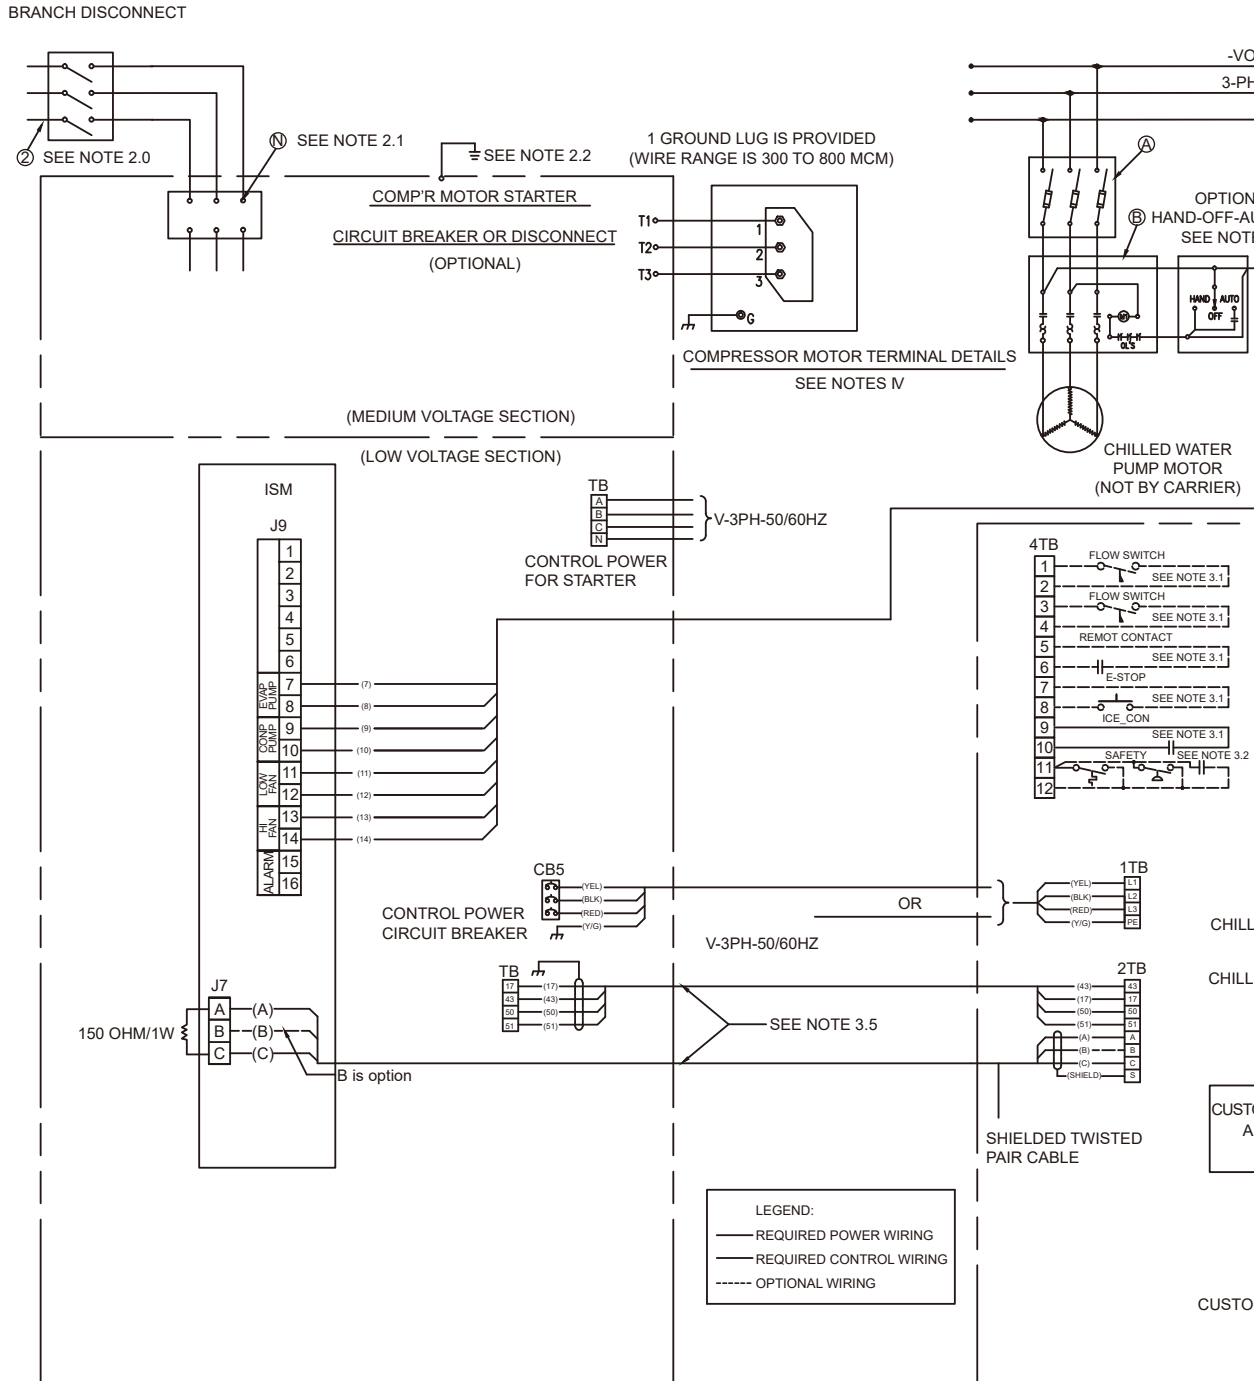 BRANCH DISCONNECT
-VO
3-PH
2 SEE NOTE 2.0
N SEE NOTE 2.1
SEE NOTE 2.2
COMP'R MOTOR STARTER
CIRCUIT BREAKER OR DISCONNECT
(OPTIONAL)
1 GROUND LUG IS PROVIDED
(WIRE RANGE IS 300 TO 800 MCM)
T1 1
T2 2
T3 3
G
COMPRESSOR MOTOR TERMINAL DETAILS
SEE NOTES IV
A
OPTION
B HAND-OFF-AU
SEE NOTE
HAND AUTO
OFF
M1
OL'S
CHILLED WATER
PUMP MOTOR
(NOT BY CARRIER)
(MEDIUM VOLTAGE SECTION)
(LOW VOLTAGE SECTION)
ISM
J9
1
2
3
4
5
6
EVAP PUMP
7 (7)
8 (8)
CONP PUMP
9 (9)
10 (10)
LOW FAN
11 (11)
12 (12)
HI FAN
13 (13)
14 (14)
ALARM
15
16
TB
A
B
C
N
V-3PH-50/60HZ
CONTROL POWER
FOR STARTER
4TB
1 FLOW SWITCH
2 SEE NOTE 3.1
3 FLOW SWITCH
4 SEE NOTE 3.1
5 REMOT CONTACT
6 SEE NOTE 3.1
7 E-STOP
8 SEE NOTE 3.1
9 ICE_CON
10 SEE NOTE 3.1
11 SAFETY SEE NOTE 3.2
12
CB5
(YEL)
(BLK)
(RED)
(Y/G)
CONTROL POWER
CIRCUIT BREAKER
OR
V-3PH-50/60HZ
1TB
(YEL) L1
(BLK) L2
(RED) L3
(Y/G) PE
CHILL
CHILL
TB
17 (17)
43 (43)
50 (50)
51 (51)
SEE NOTE 3.5
2TB
(43) 43
(17) 17
(50) 50
(51) 51
(A) A
(B) B
(C) C
(SHIELD) S
J7
A (A)
B (B)
C (C)
150 OHM/1W
B is option
SHIELDED TWISTED
PAIR CABLE
CUSTO
A
LEGEND:
REQUIRED POWER WIRING
REQUIRED CONTROL WIRING
OPTIONAL WIRING
CUSTO